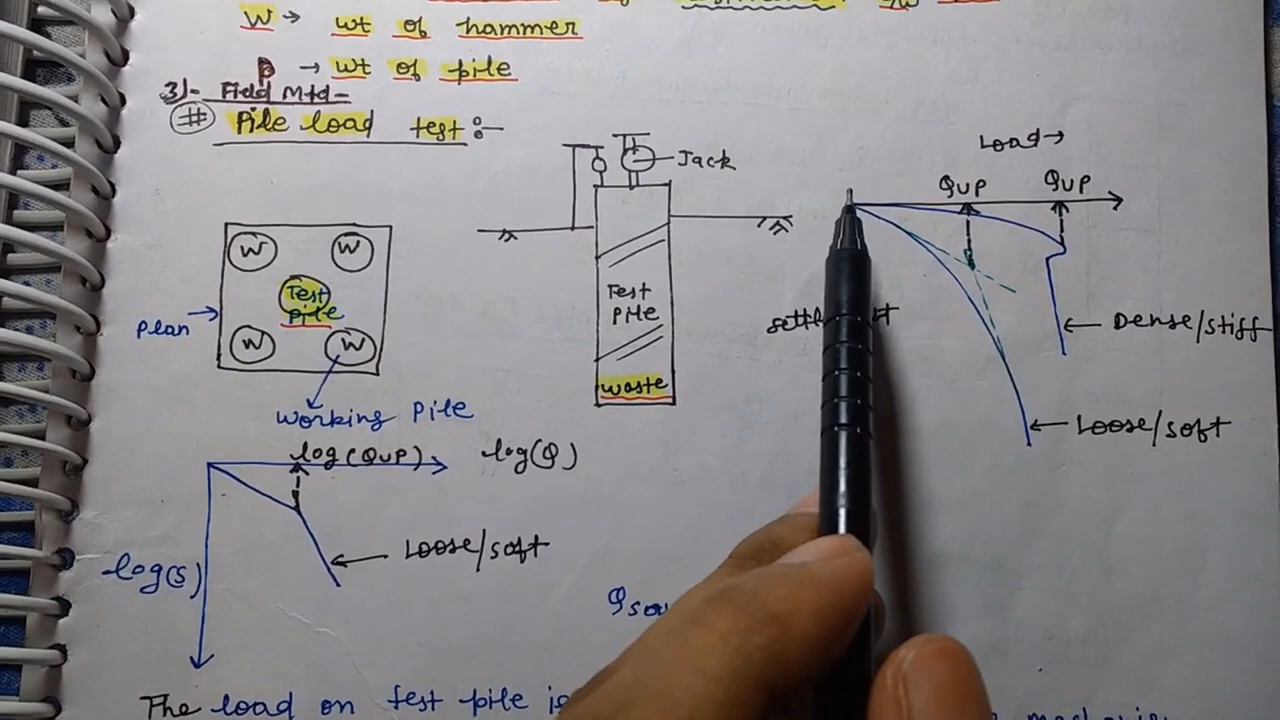 W → wt of hammer
P → wt of pile
3)- Field Mtd-
# Pile load test :-
Jack
Load →
Qup Qup
W W
Test
Pile
W W
Plan →
Working Pile
Test
Pile
waste
← Dense/stiff
← Loose/soft
log(Qup) log(Q)
log(s)
← Loose/soft
The load on test pile is